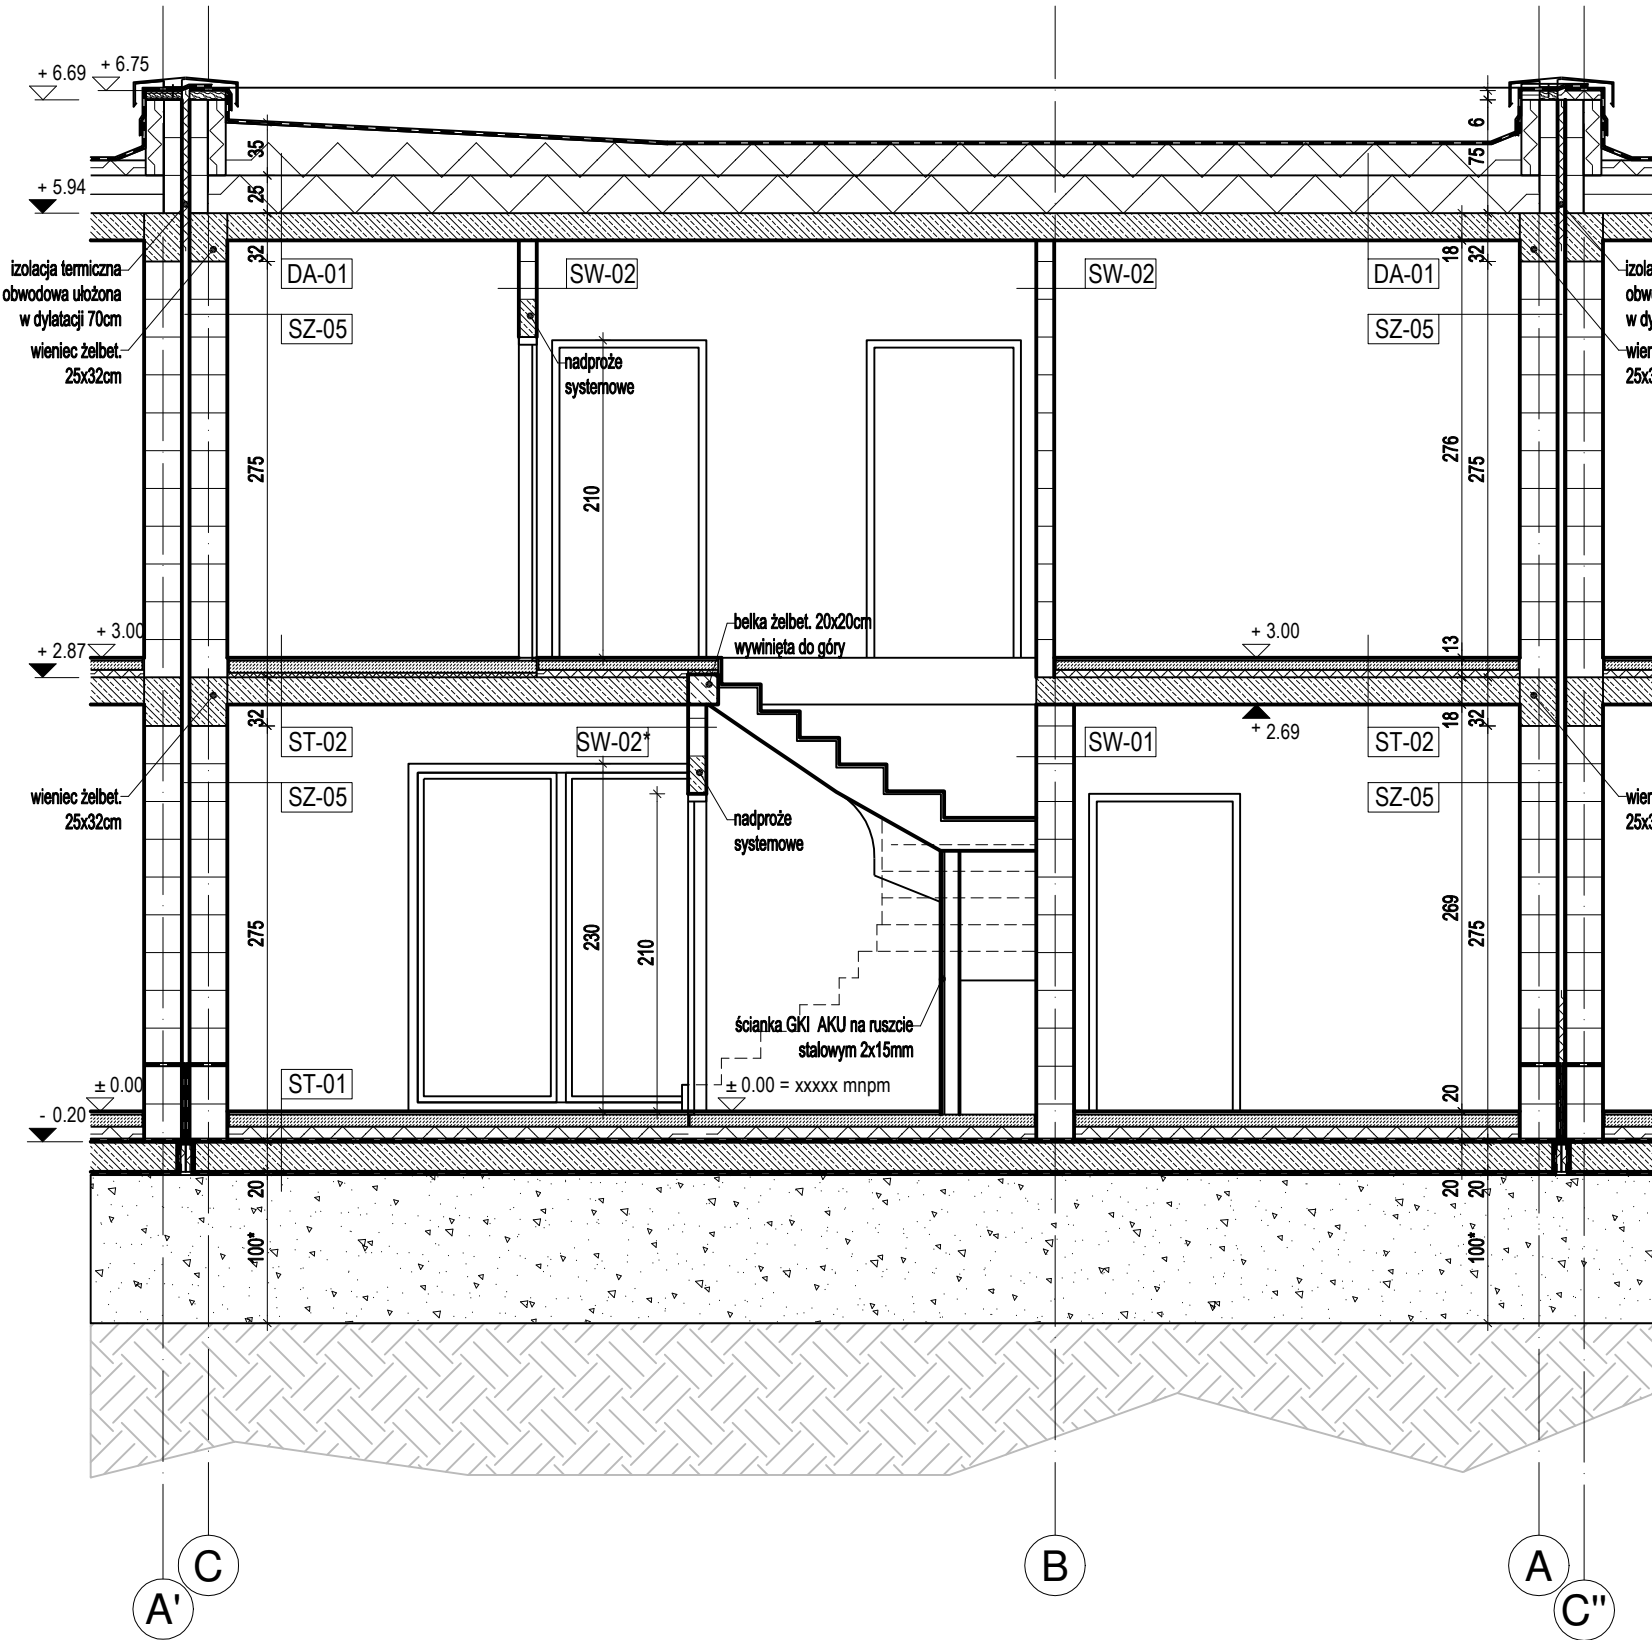 + 6.69
+ 6.75
6
35
75
+ 5.94
25
32
18
32
izolacja termiczna
obwodowa ułożona
w dylatacji 70cm
wieniec żelbet.
25x32cm
DA-01
SW-02
SW-02
DA-01
SZ-05
SZ-05
nadproże
systemowe
275
210
276
275
belka żelbet. 20x20cm
wywinięta do góry
+ 3.00
+ 2.87
+ 3.00
13
32
18
32
+ 2.69
ST-02
SW-02*
SW-01
ST-02
SZ-05
SZ-05
wieniec żelbet.
25x32cm
nadproże
systemowe
275
230
210
269
275
ścianka GKI AKU na ruszcie
stalowym 2x15mm
± 0.00
ST-01
± 0.00 = xxxxx mnpm
20
- 0.20
20
20
20
100*
100*
C
B
A
A'
C"